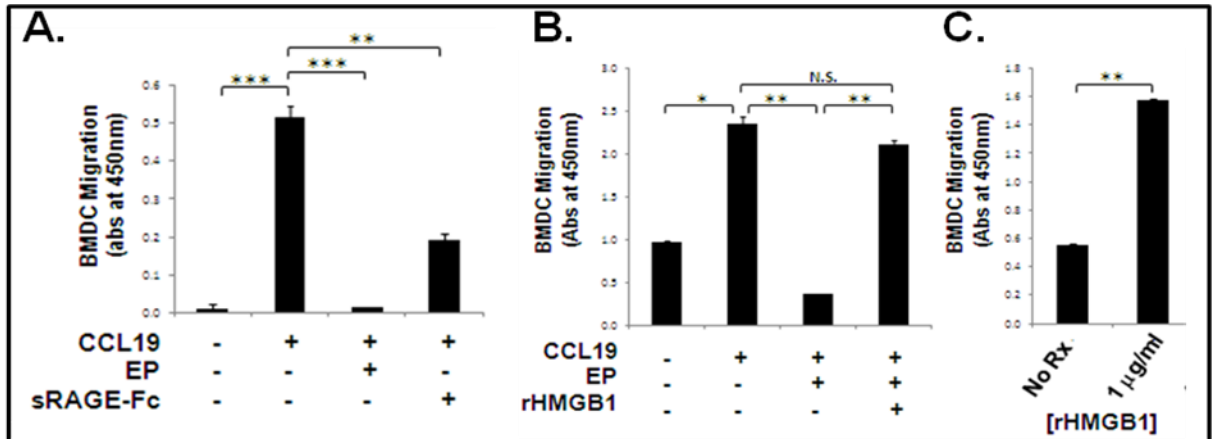 A.
BMDC Migration
(abs at 450nm)
0.6
0.5
0.4
0.3
0.2
0.1
0.0
***
***
**
CCL19 - + + +
EP - - + -
sRAGE-Fc - - - +
B.
BMDC Migration
(Abs at 450nm)
3.0
2.5
2.0
1.5
1.0
0.5
0.0
N.S.
*
**
**
CCL19 - + + +
EP - - + +
rHMGB1 - - - +
C.
BMDC Migration
(Abs at 450nm)
1.8
1.6
1.4
1.2
1.0
0.8
0.6
0.4
0.2
0.0
**
No Rx.
1 μg/ml
[rHMGB1]